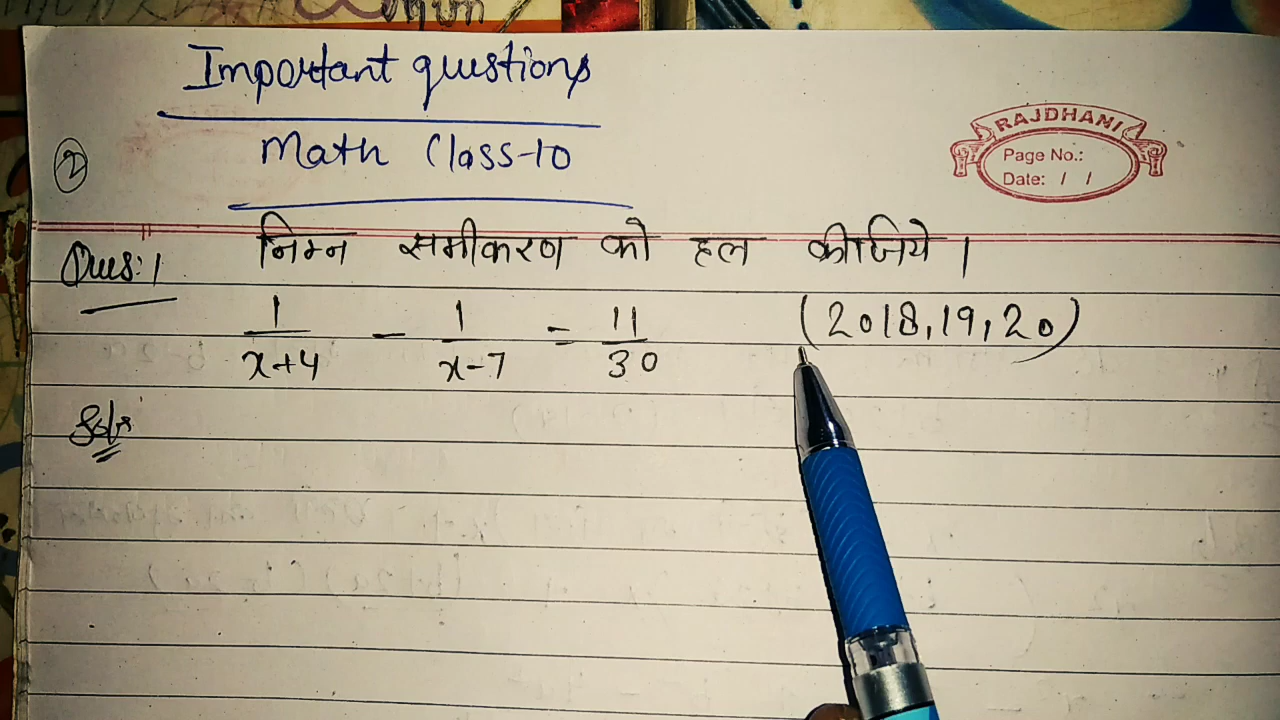 Important questions
Math Class-10
2
RAJDHANI
Page No.:
Date: / /
Ques:1 निम्न समीकरण को हल कीजिये।
1/(x+4) - 1/(x-7) = 11/30 (2018,19,20)
Sol: